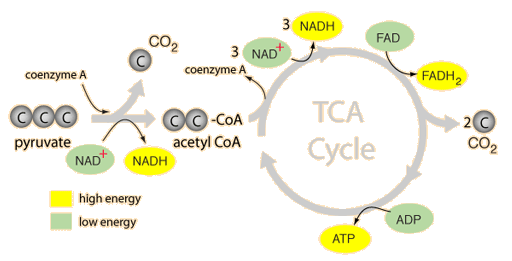 CO2
C
coenzyme A
C C C
pyruvate
NAD+
NADH
C C -CoA
acetyl CoA
coenzyme A
3 NAD+
3 NADH
FAD
FADH2
TCA
Cycle
2 C
CO2
ADP
ATP
high energy
low energy